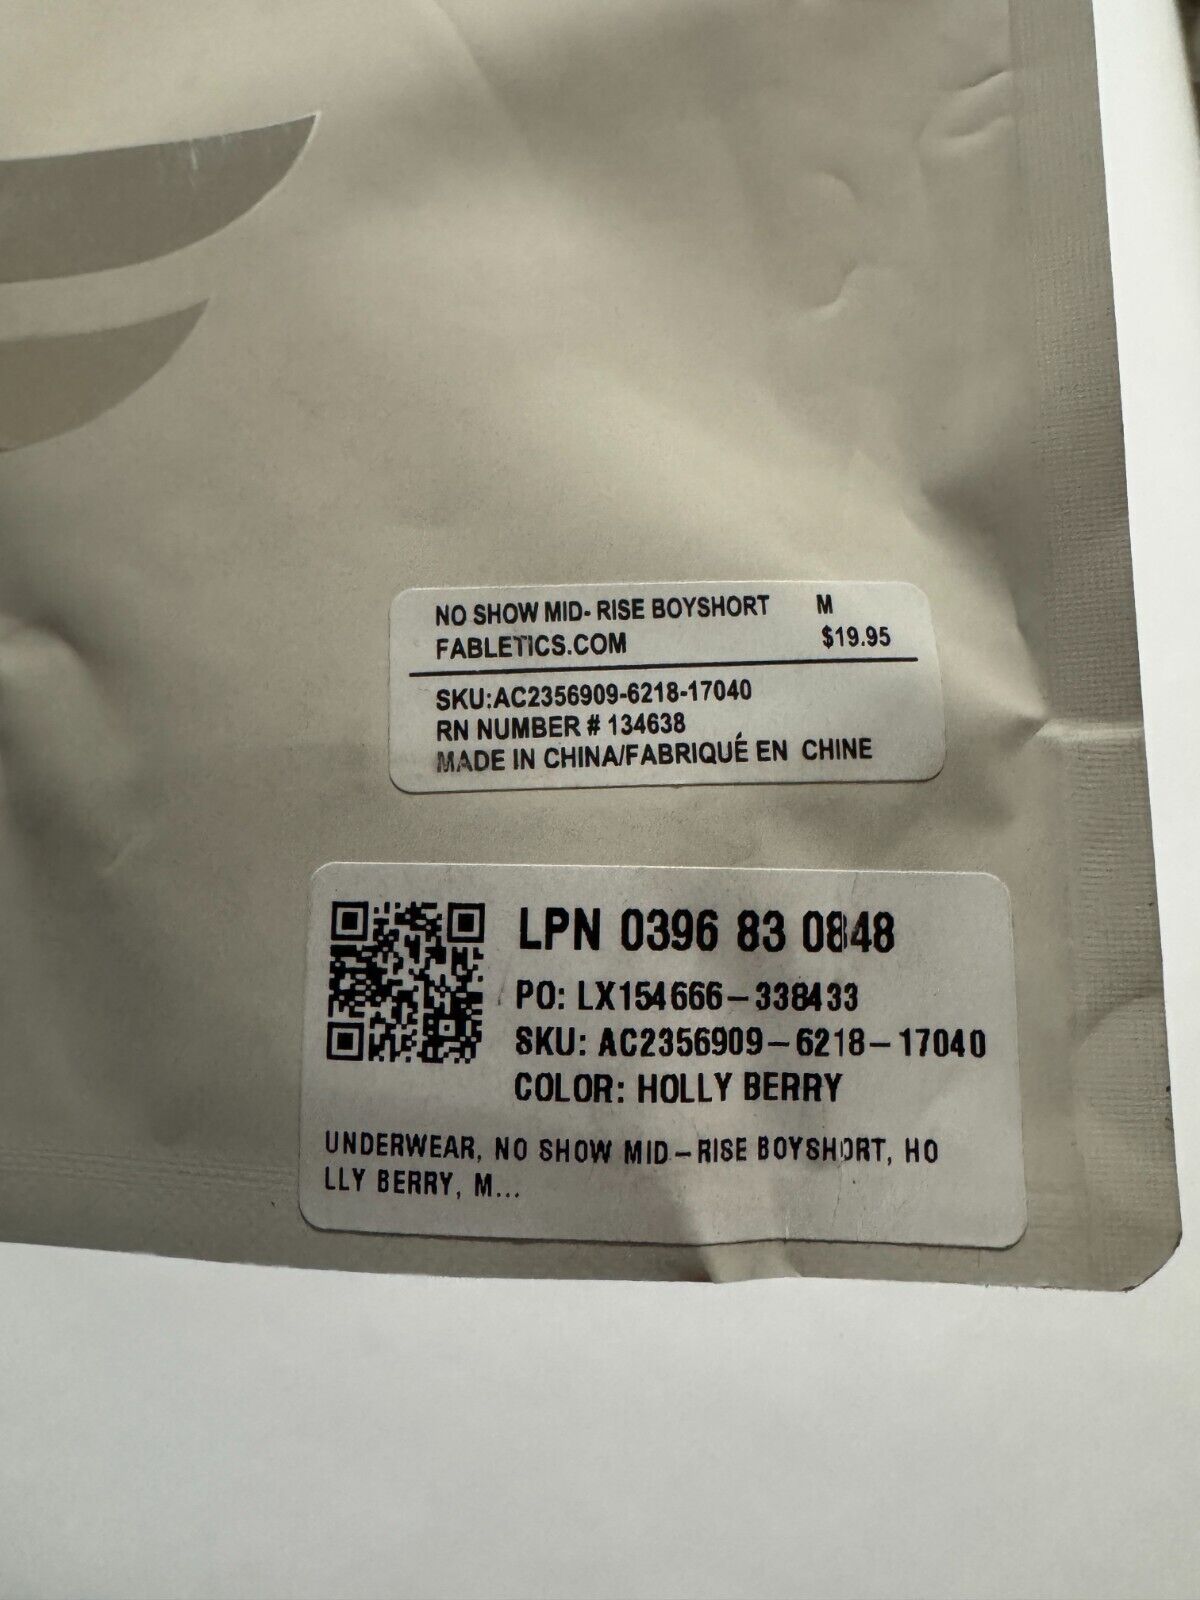 NO SHOW MID- RISE BOYSHORT M
FABLETICS.COM $19.95
SKU:AC2356909-6218-17040
RN NUMBER # 134638
MADE IN CHINA/FABRIQUÉ EN CHINE
LPN 0396 83 0848
PO: LX154666-338433
SKU: AC2356909-6218-17040
COLOR: HOLLY BERRY
UNDERWEAR, NO SHOW MID-RISE BOYSHORT, HO
LLY BERRY, M...